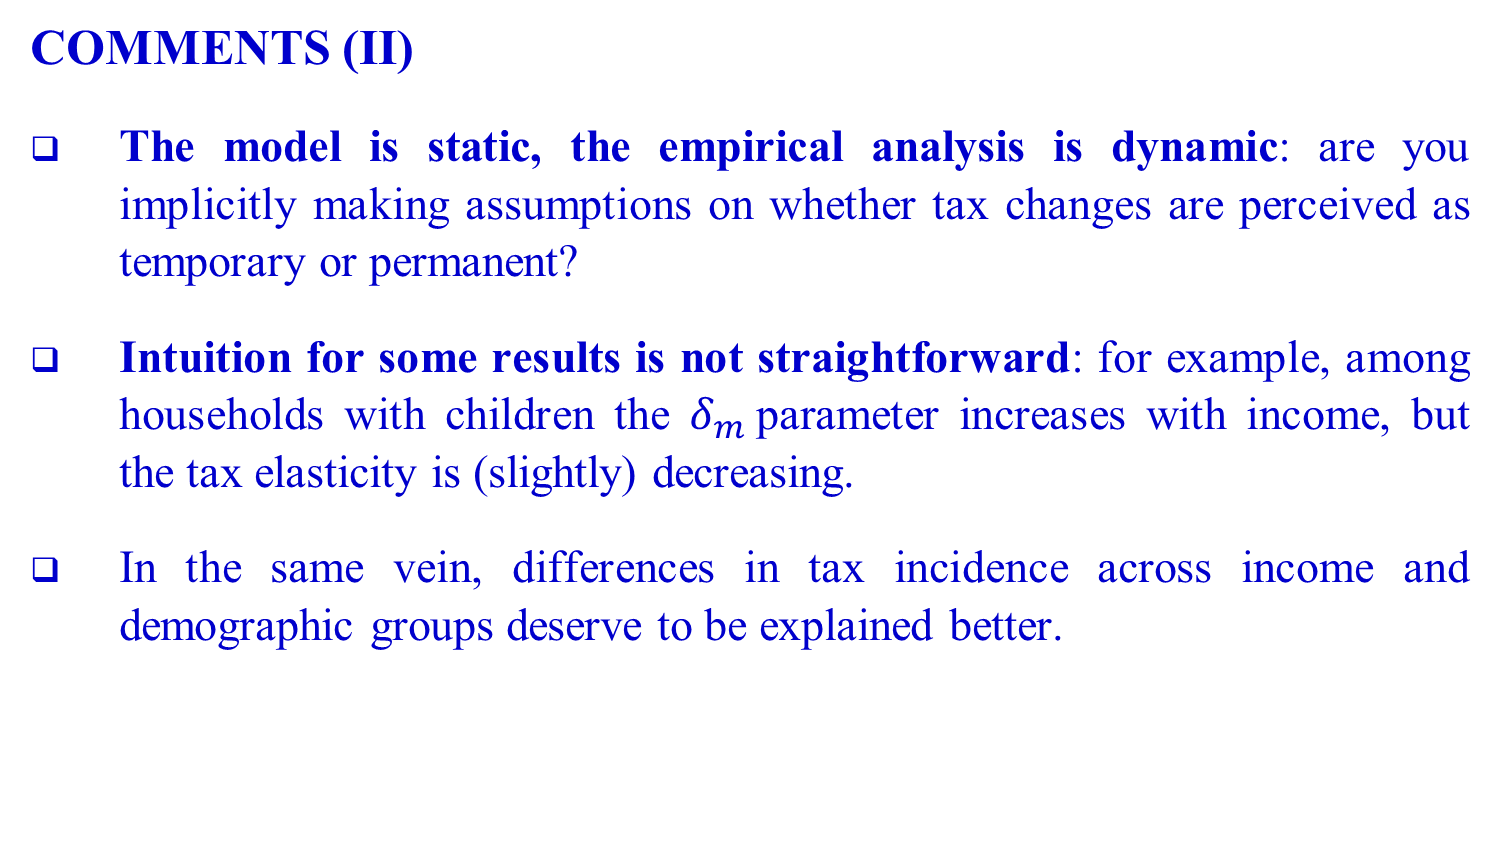 COMMENTS (II)
❑ The model is static, the empirical analysis is dynamic: are you
implicitly making assumptions on whether tax changes are perceived as
temporary or permanent?
❑ Intuition for some results is not straightforward: for example, among
households with children the 𝛿𝑚 parameter increases with income, but
the tax elasticity is (slightly) decreasing.
❑ In the same vein, differences in tax incidence across income and
demographic groups deserve to be explained better.